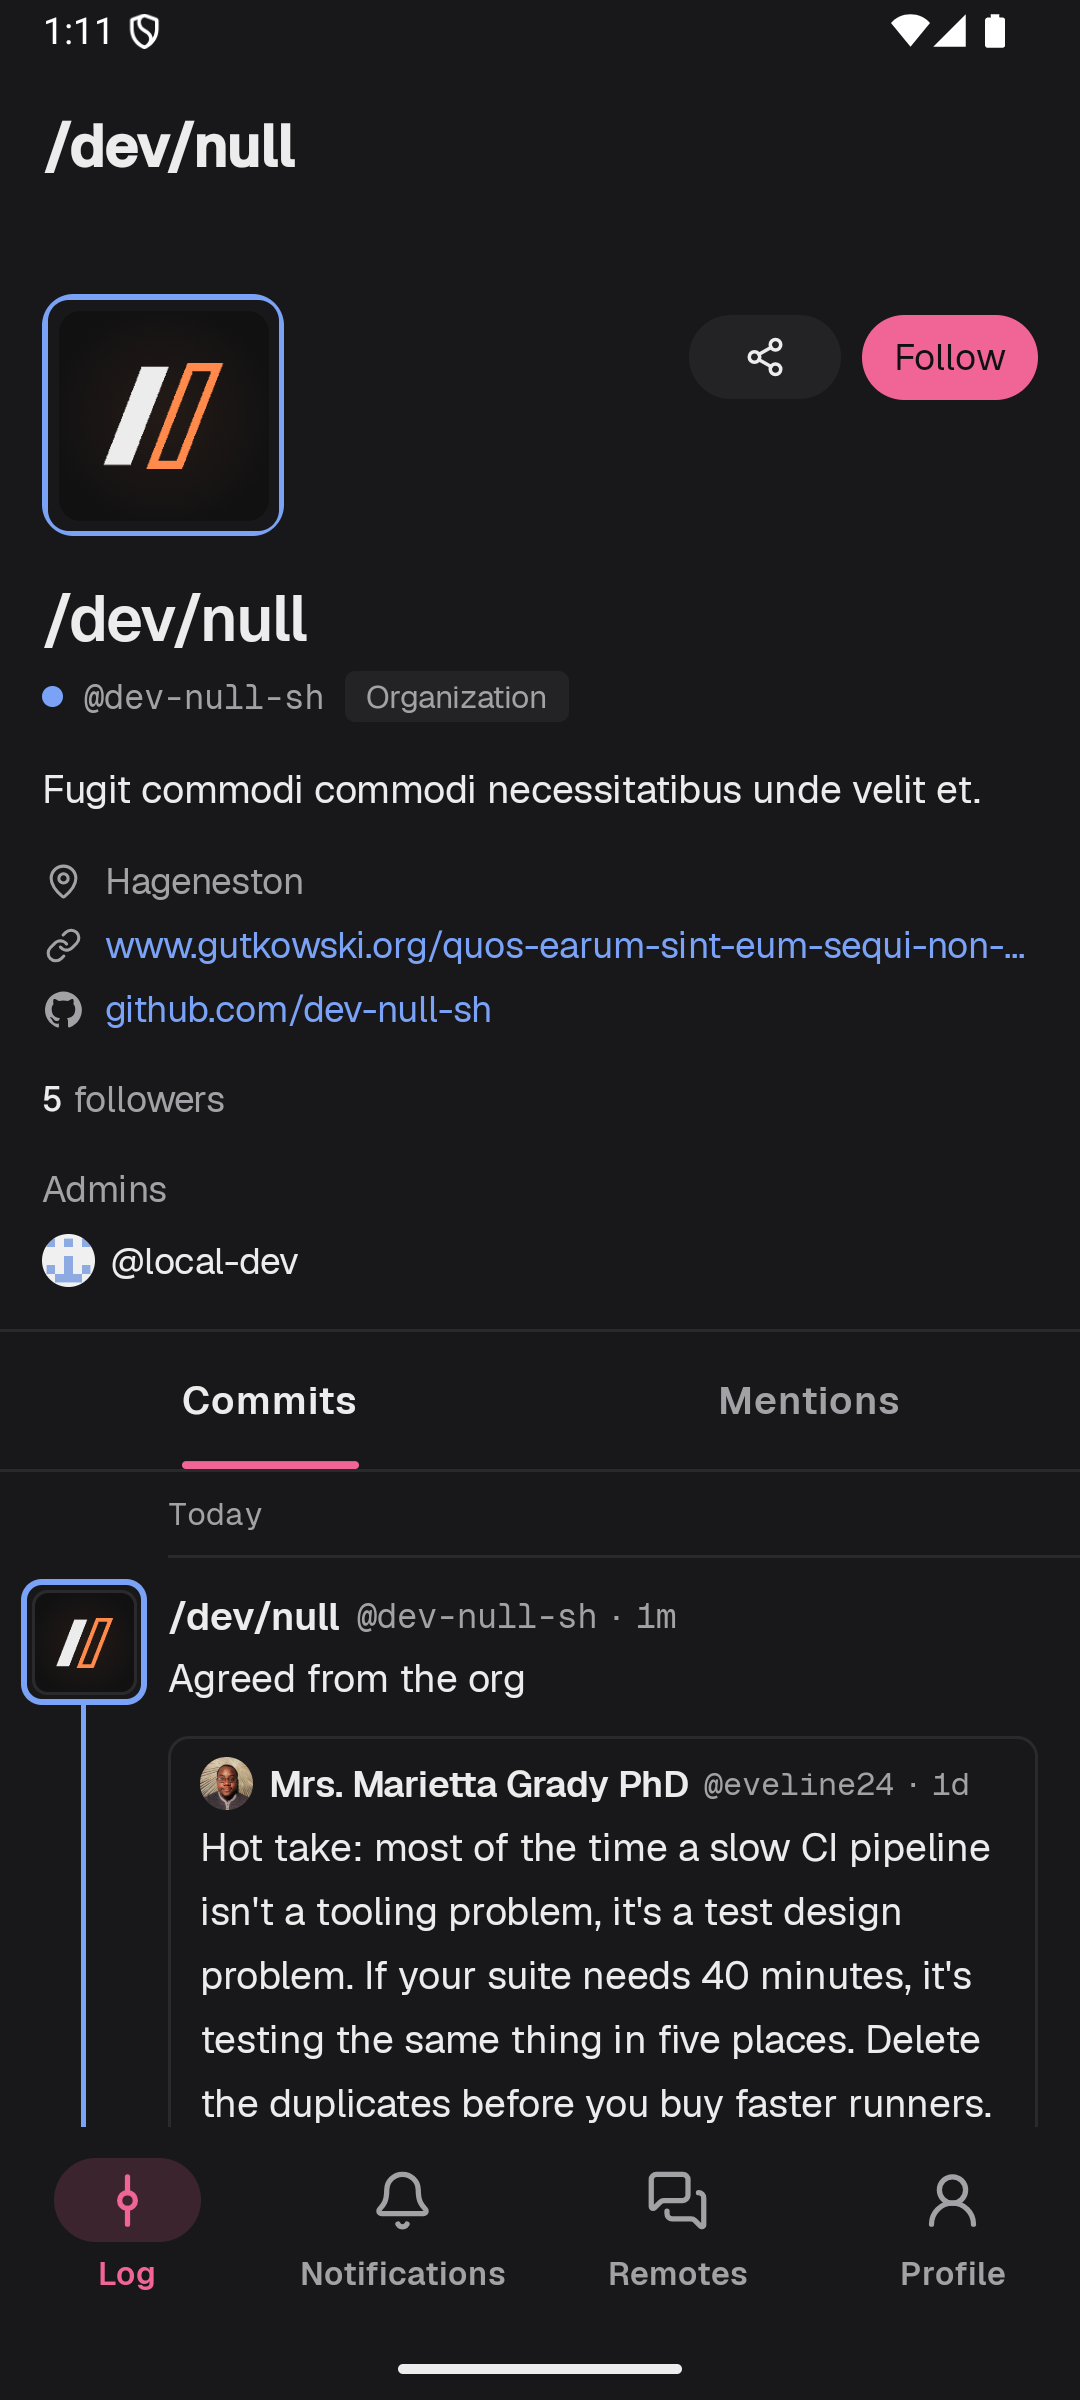 1:11
/dev/null
Follow
/dev/null
@dev-null-sh Organization
Fugit commodi commodi necessitatibus unde velit et.
Hageneston
www.gutkowski.org/quos-earum-sint-eum-sequi-non-...
github.com/dev-null-sh
5 followers
Admins
@local-dev
Commits Mentions
Today
/dev/null @dev-null-sh · 1m
Agreed from the org
Mrs. Marietta Grady PhD @eveline24 · 1d
Hot take: most of the time a slow CI pipeline
isn't a tooling problem, it's a test design
problem. If your suite needs 40 minutes, it's
testing the same thing in five places. Delete
the duplicates before you buy faster runners.
Log Notifications Remotes Profile